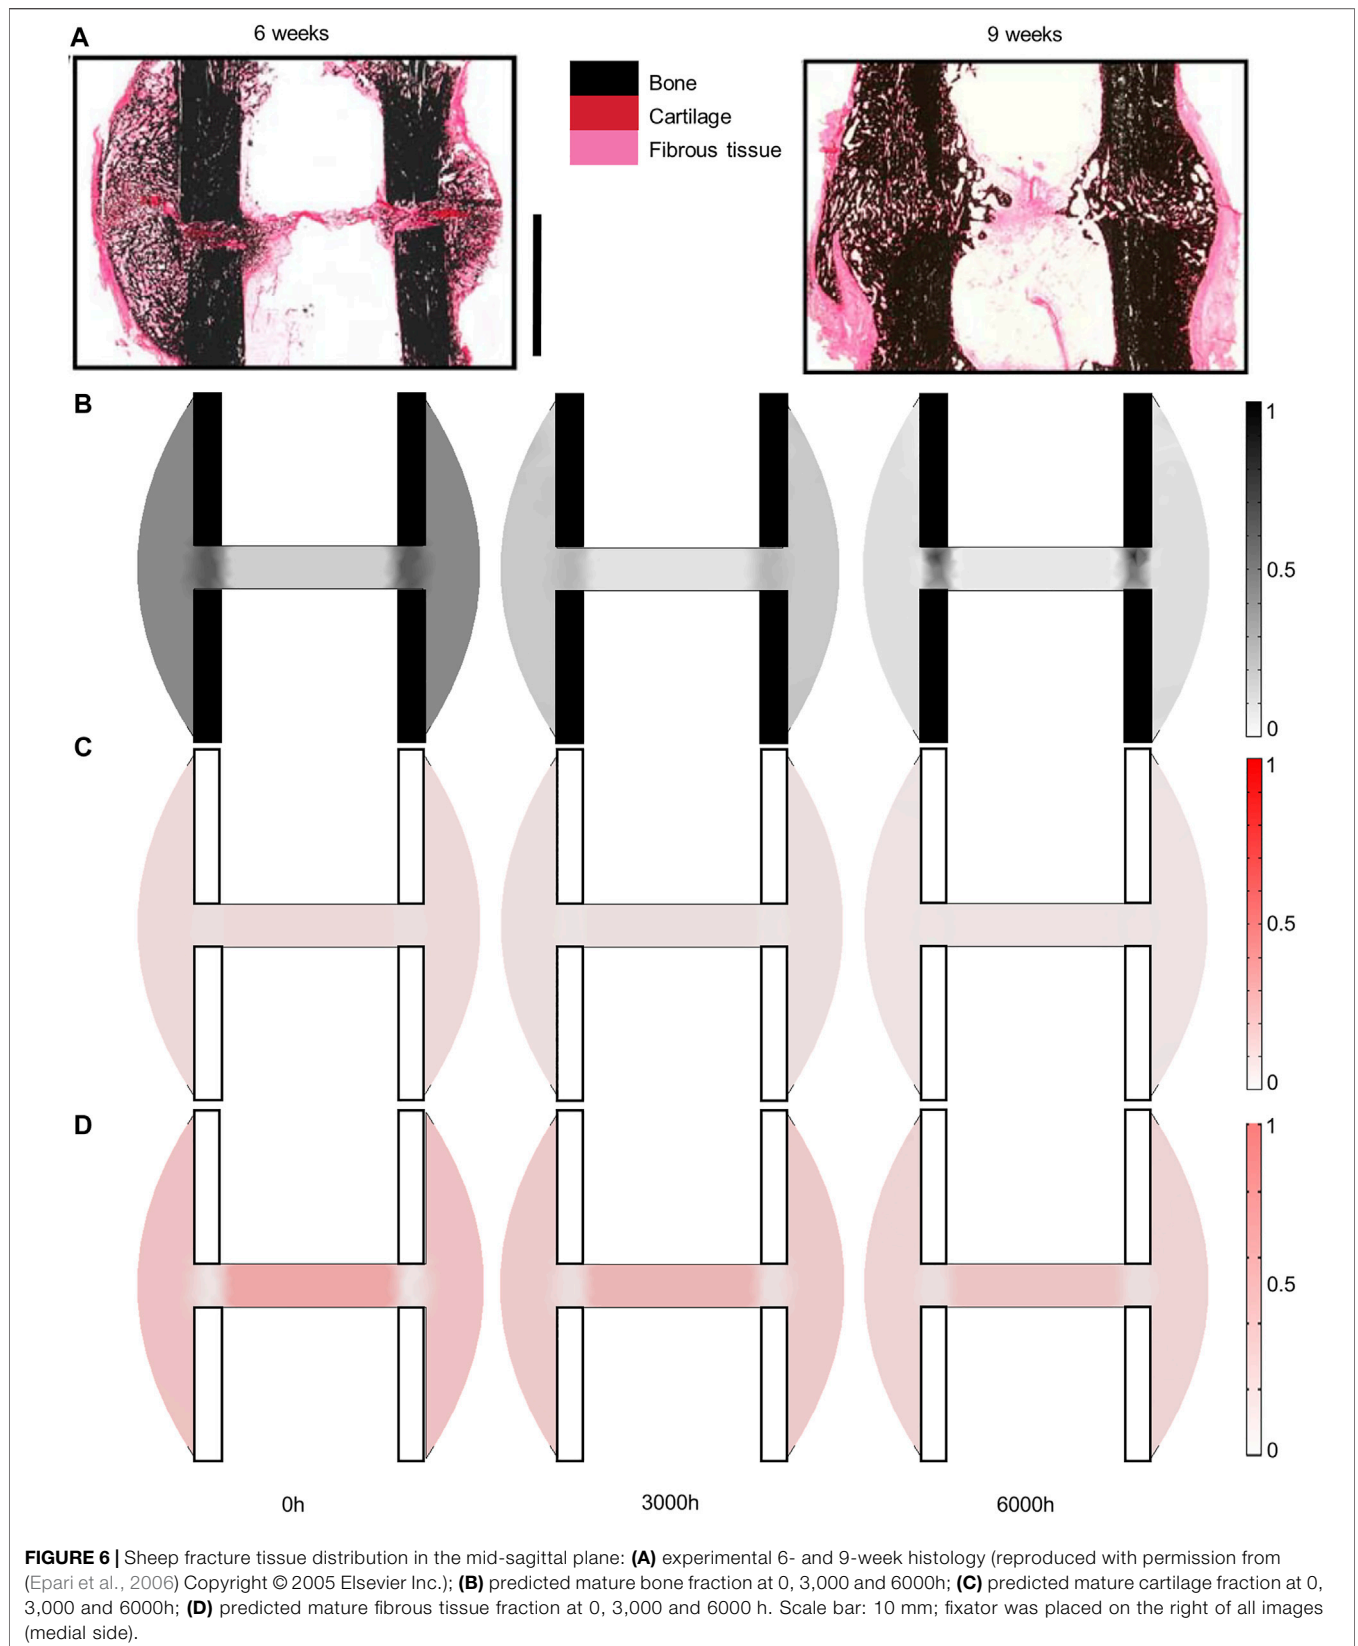 A
6 weeks
9 weeks
Bone
Cartilage
Fibrous tissue
B
1
0.5
0
C
1
0.5
0
D
1
0.5
0
0h
3000h
6000h
FIGURE 6 | Sheep fracture tissue distribution in the mid-sagittal plane: (A) experimental 6- and 9-week histology (reproduced with permission from
(Epari et al., 2006) Copyright © 2005 Elsevier Inc.); (B) predicted mature bone fraction at 0, 3,000 and 6000h; (C) predicted mature cartilage fraction at 0,
3,000 and 6000h; (D) predicted mature fibrous tissue fraction at 0, 3,000 and 6000 h. Scale bar: 10 mm; fixator was placed on the right of all images
(medial side).